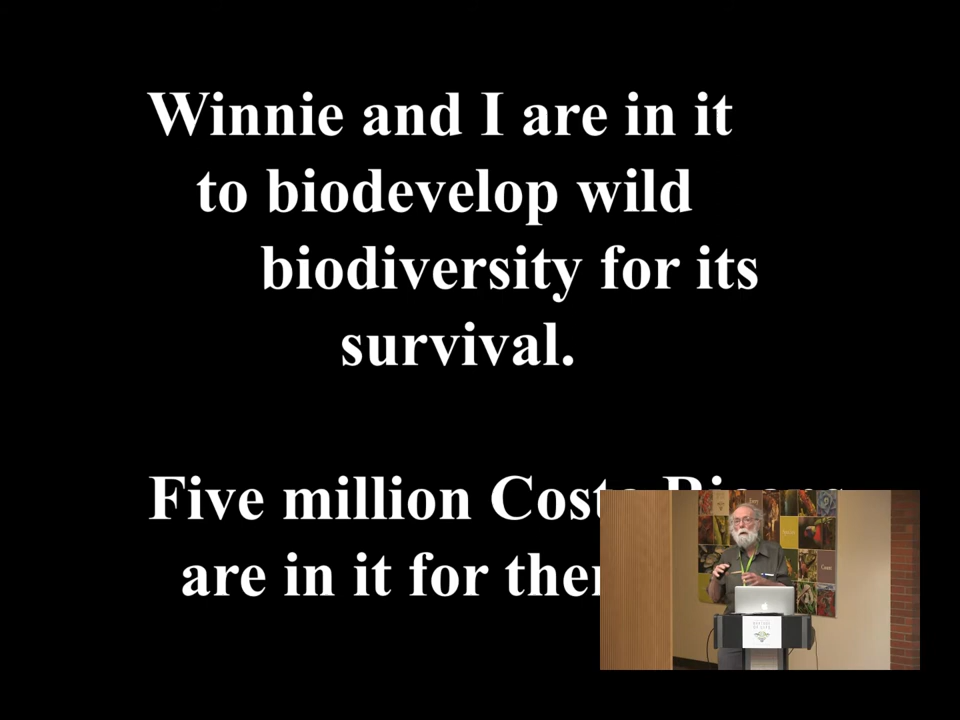 Winnie and I are in it
to biodevelop wild
biodiversity for its
survival.
Five million
are in it for